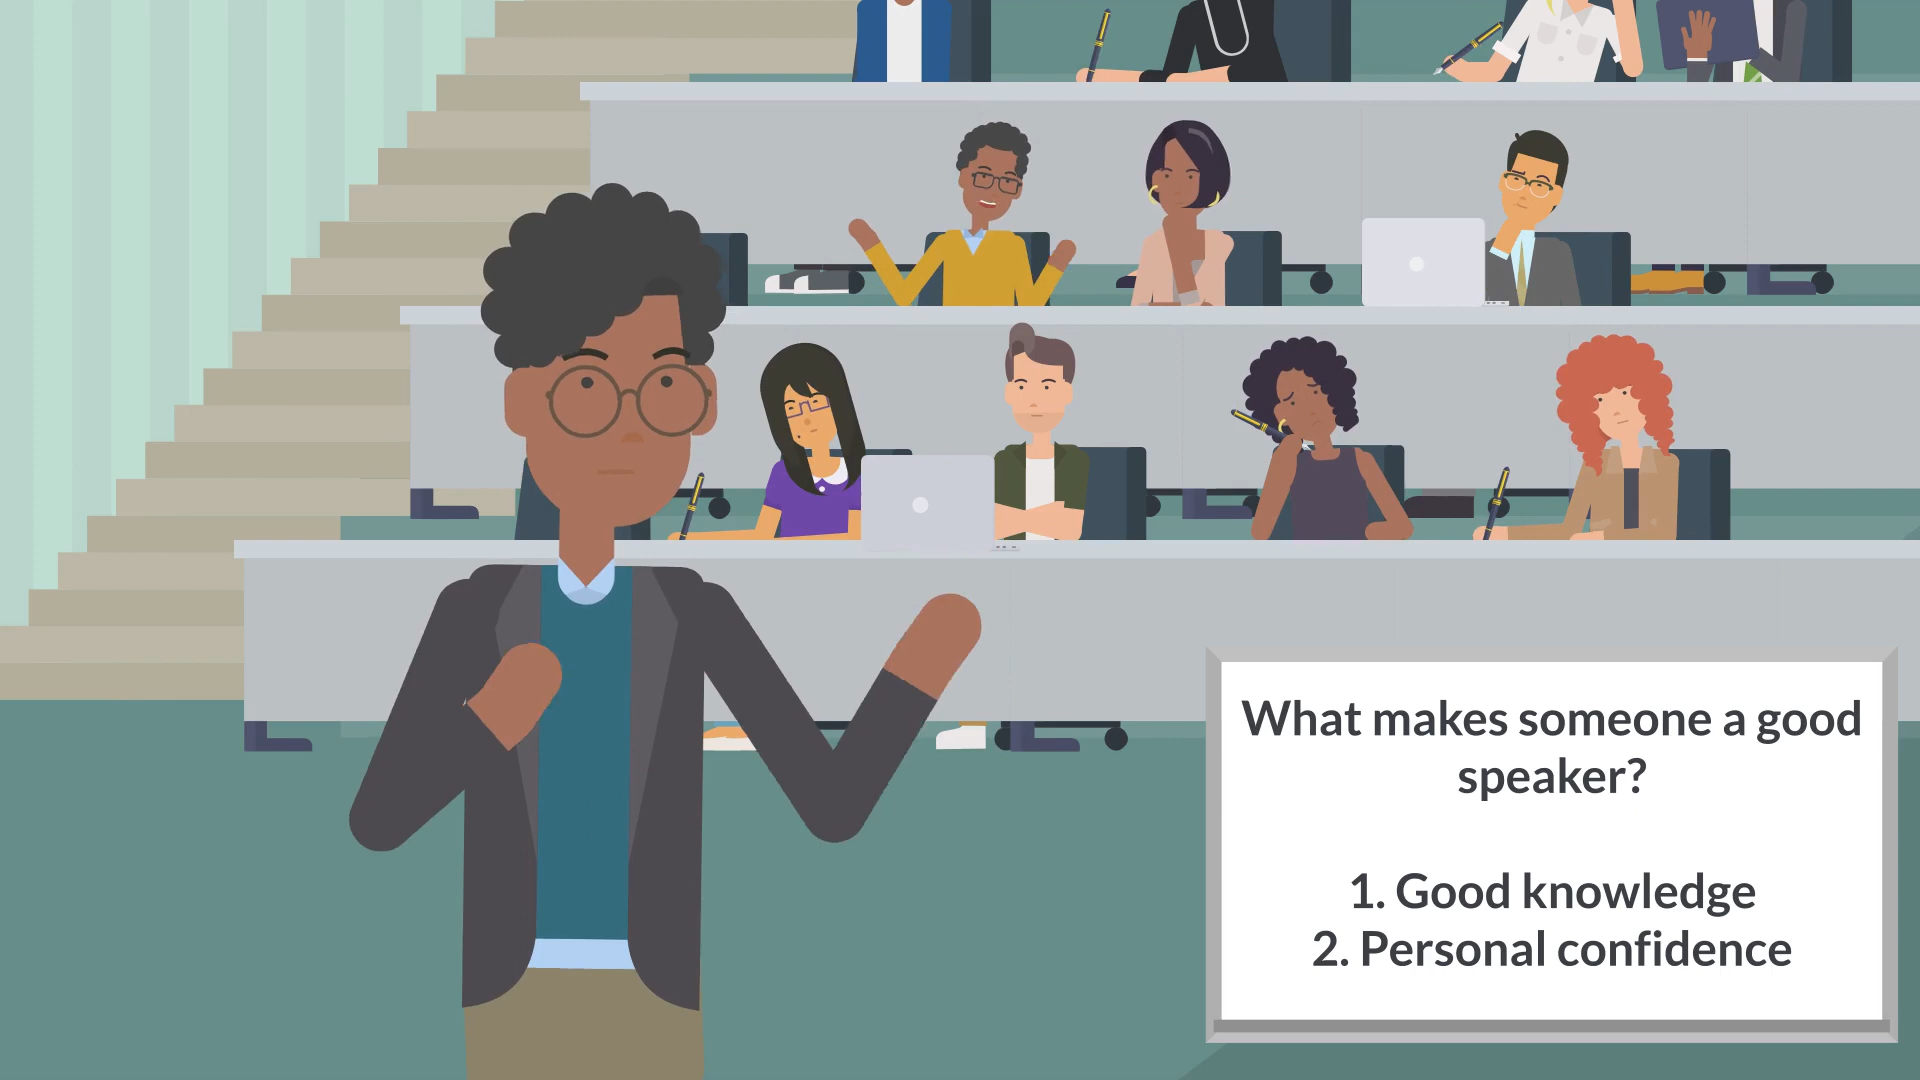 What makes someone a good
speaker?
1. Good knowledge
2. Personal confidence